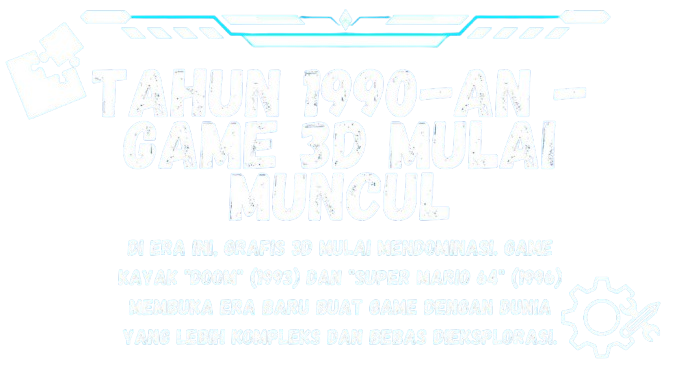 TAHUN 1990-AN -
GAME 3D MULAI
MUNCUL
DI ERA INI, GRAFIS 3D MULAI MENDOMINASI. GAME
KAYAK "DOOM" (1993) DAN "SUPER MARIO 64" (1996)
MEMBUKA ERA BARU BUAT GAME DENGAN DUNIA
YANG LEBIH KOMPLEKS DAN BEBAS DIEKSPLORASI.